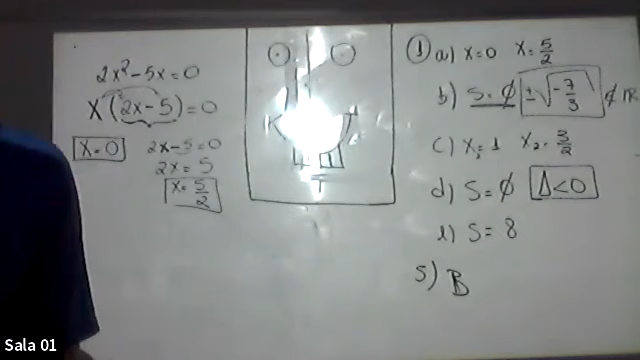 2x²-5x=0
x(2x-5)=0
x=0
2x-5=0
2x=5
x=5/2
1 a) x=0 x=5/2
b) S=∅ ±√-7/3 ∉ IR
c) x₁=1 x₂=3/2
d) S=∅ Δ<0
e) S=8
5) B
Sala 01